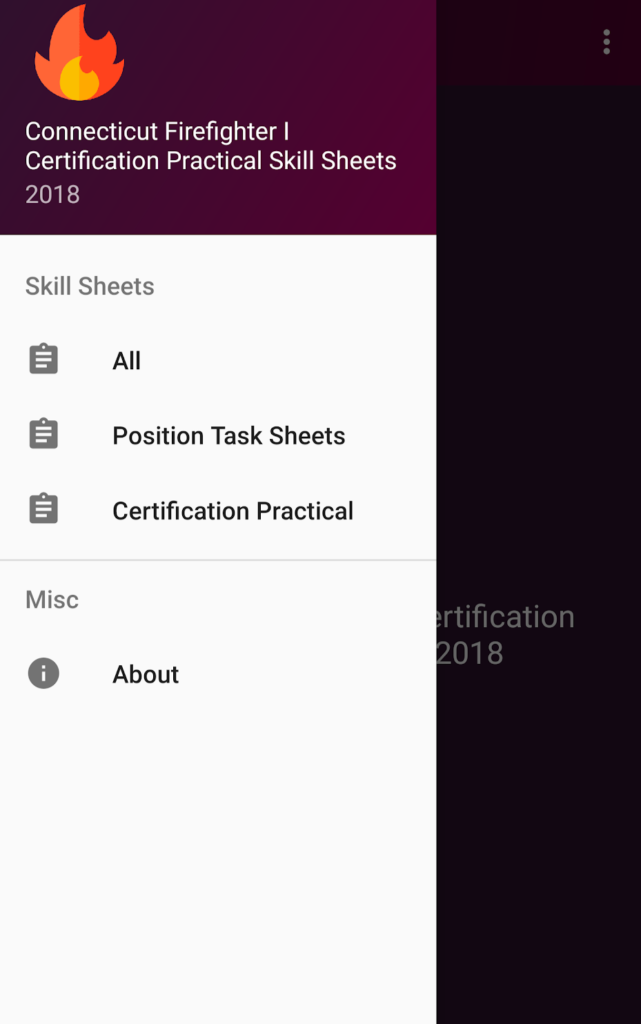 Connecticut Firefighter I
Certification Practical Skill Sheets
2018
Skill Sheets
All
Position Task Sheets
Certification Practical
Misc
About
ertification
2018